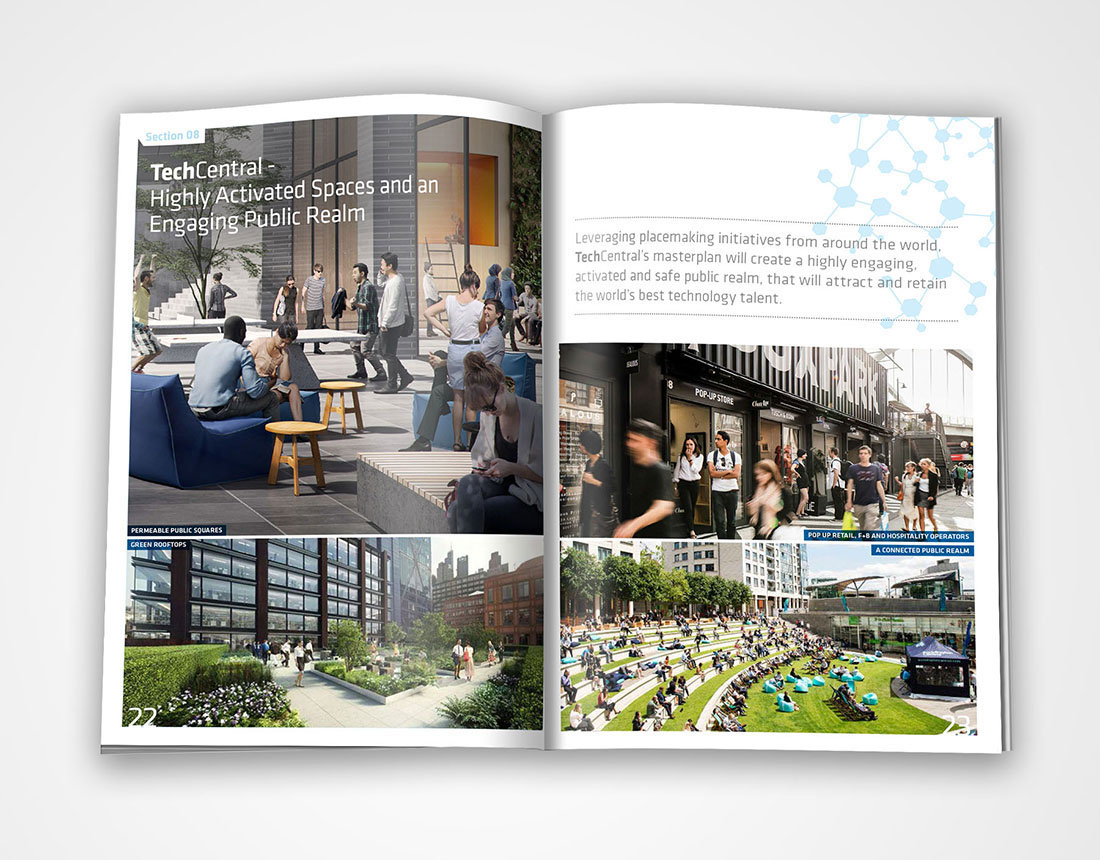 Section 08
TechCentral -
Highly Activated Spaces and an
Engaging Public Realm
PERMEABLE PUBLIC SQUARES
GREEN ROOFTOPS
22
Leveraging placemaking initiatives from around the world,
TechCentral's masterplan will create a highly engaging,
activated and safe public realm, that will attract and retain
the world's best technology talent.
POP-UP STORE
POP UP RETAIL, F+B AND HOSPITALITY OPERATORS
A CONNECTED PUBLIC REALM
23